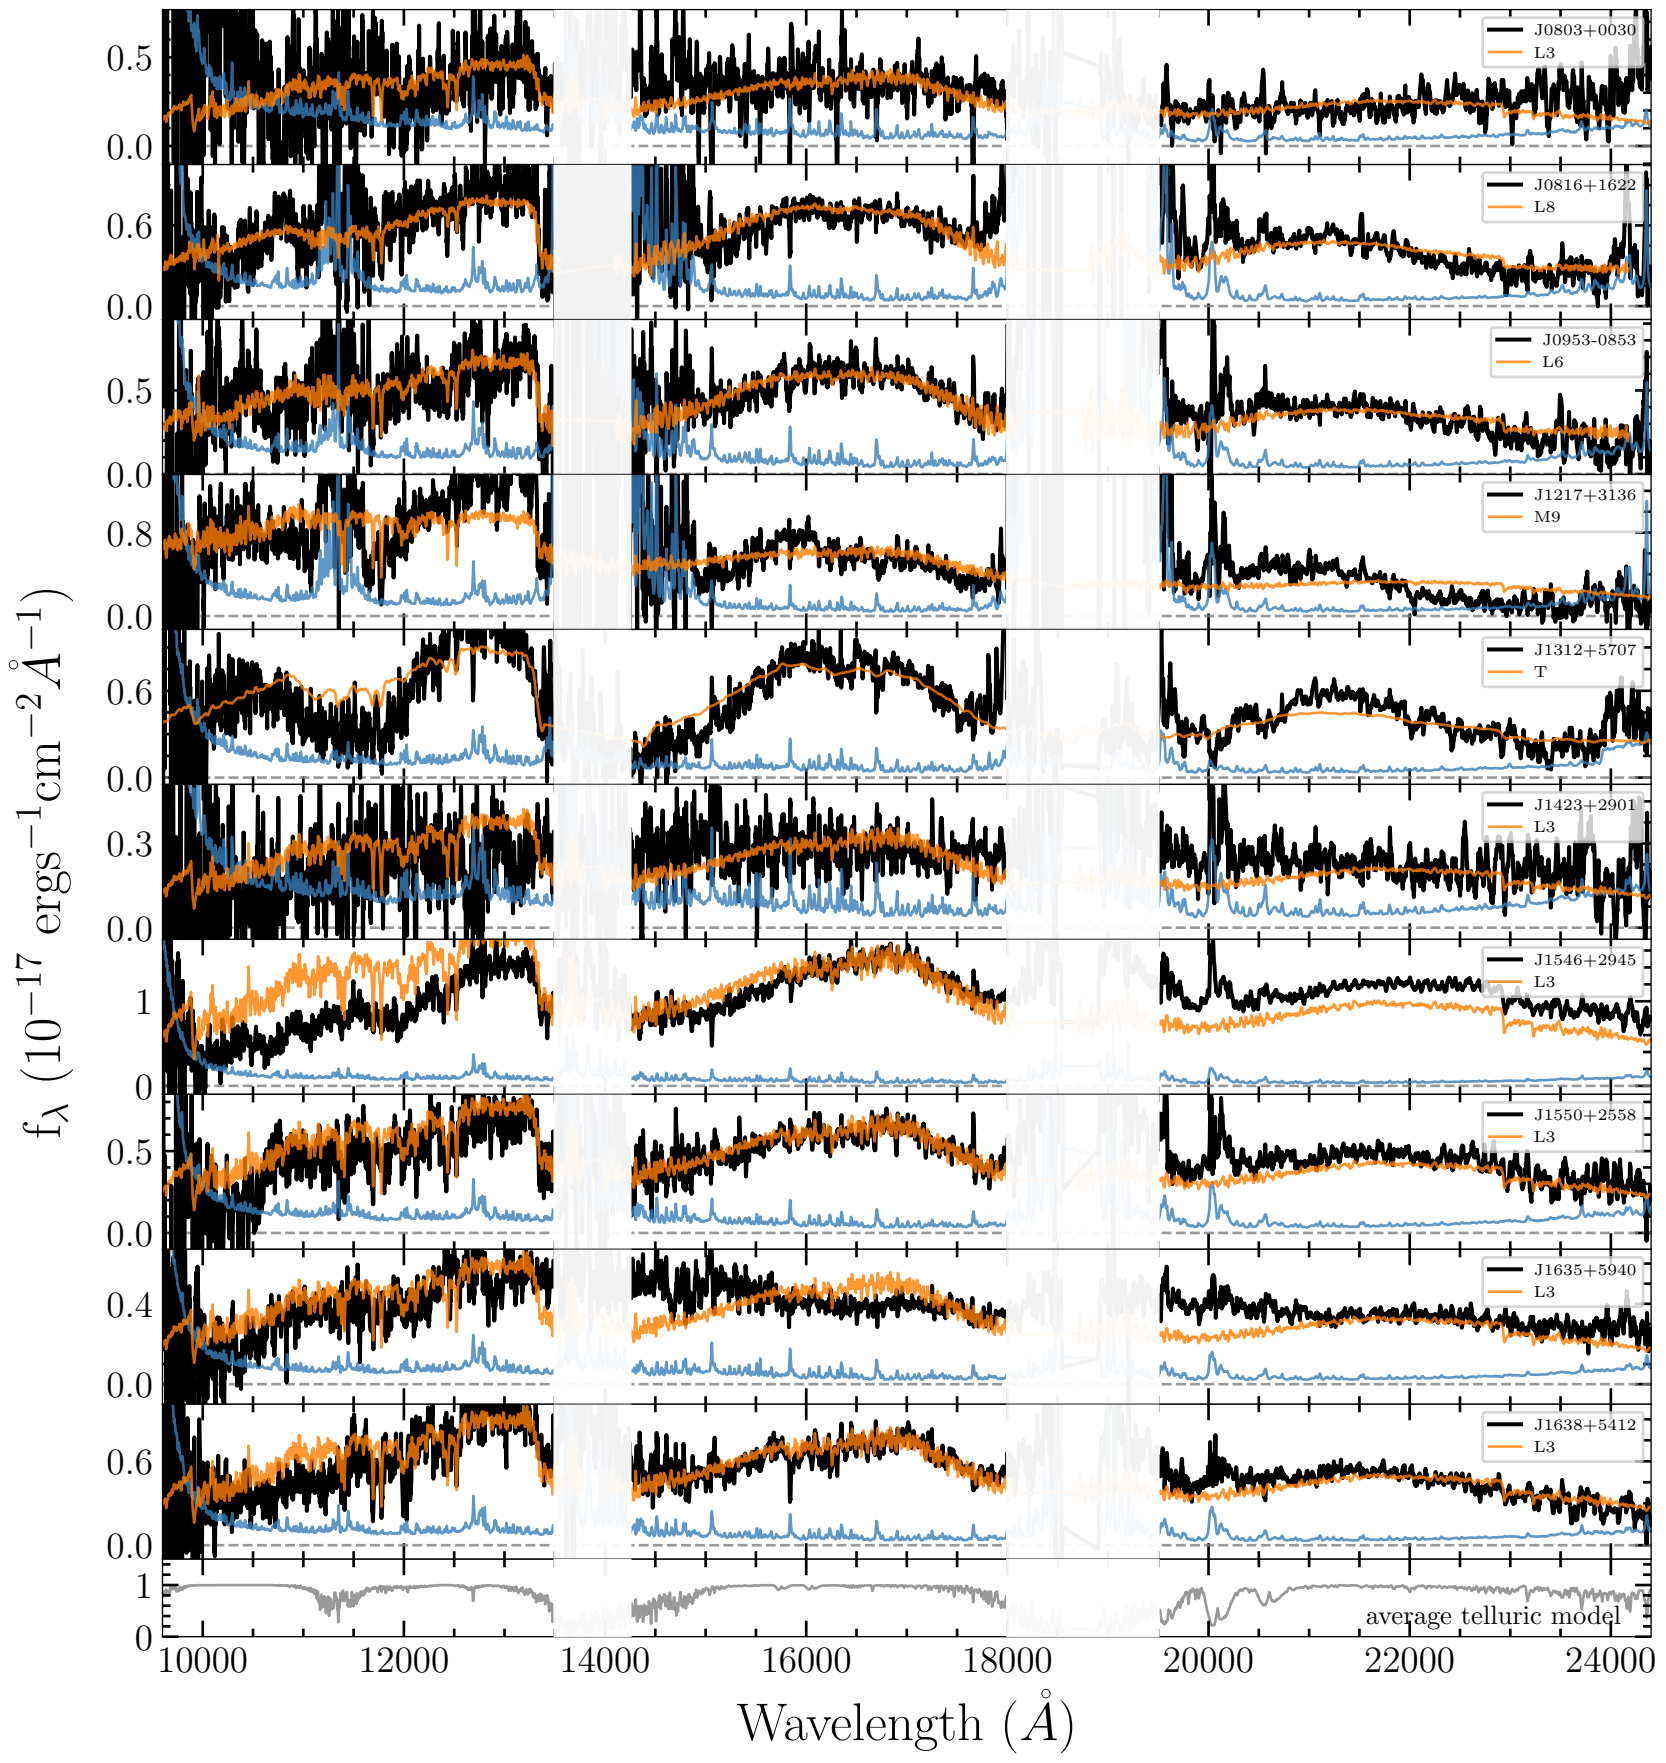 0.5
0.0
J0803+0030
L3
0.6
0.0
J0816+1622
L8
0.5
0.0
J0953-0853
L6
0.8
0.0
J1217+3136
M9
0.6
0.0
J1312+5707
T
0.3
0.0
J1423+2901
L3
1
0
J1546+2945
L3
0.5
0.0
J1550+2558
L3
0.4
0.0
J1635+5940
L3
0.6
0.0
J1638+5412
L3
1
0
average telluric model
10000 12000 14000 16000 18000 20000 22000 24000
Wavelength (Å)
f_λ (10⁻¹⁷ ergs⁻¹cm⁻² Å⁻¹)